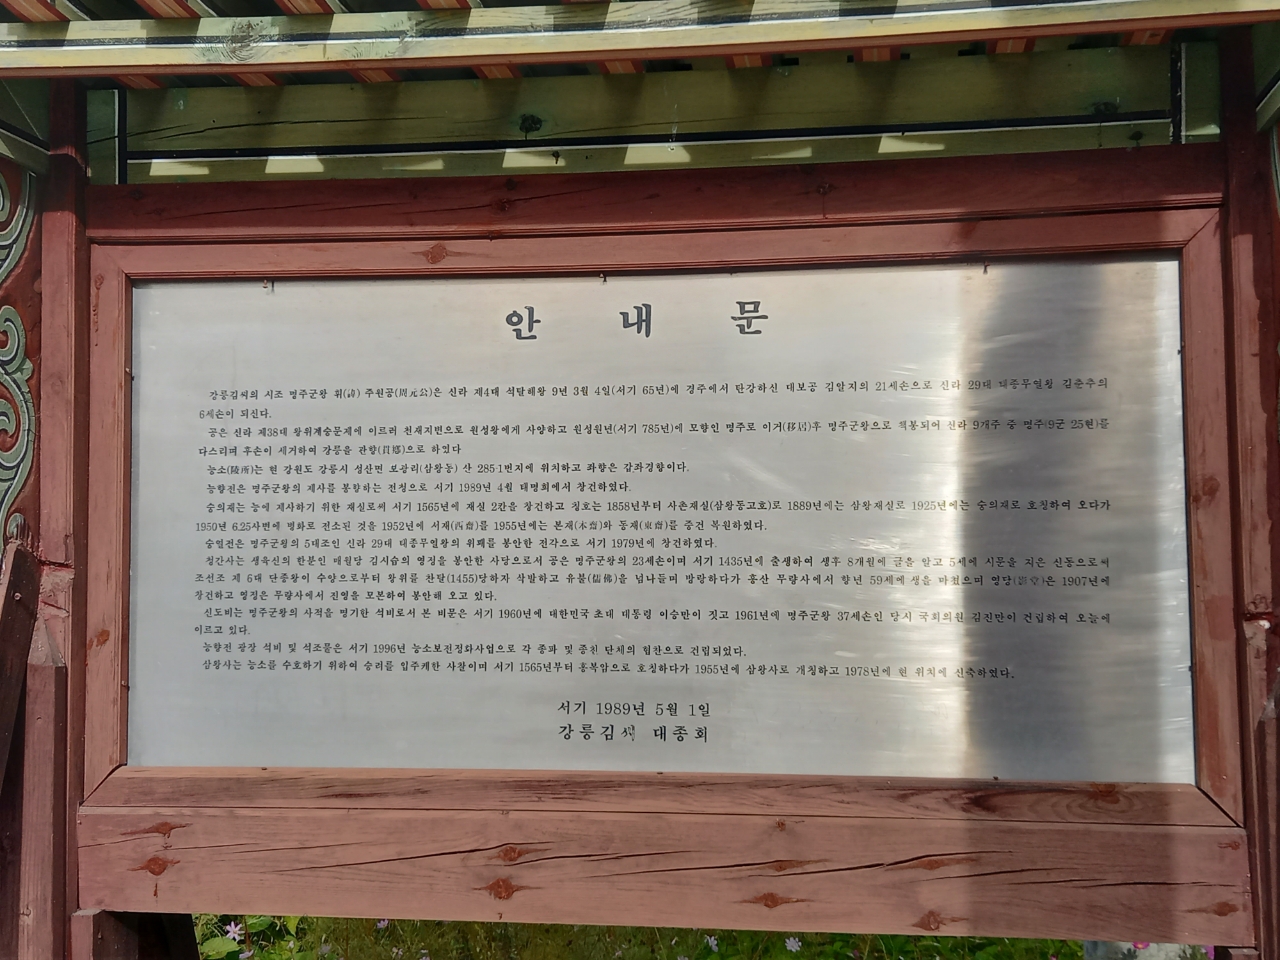 안 내 문
강릉김씨의 시조 명주군왕 휘(諱) 주원공(周元公)은 신라 제4대 석탈해왕 9년 3월 4일(서기 65년)에 경주에서 탄강하신 대보공 김알지의 21세손으로 신라 29대 태종무열왕 김춘추의
6세손이 되신다.
공은 신라 제38대 왕위계승문제에 이르러 천재지변으로 원성왕에게 사양하고 원성원년(서기 785년)에 모향인 명주로 이거(移居)후 명주군왕으로 책봉되어 신라 9개주 중 명주(9군 25현)를
다스리며 후손이 세거하여 강릉을 관향(貫鄕)으로 하였다
능소(陵所)는 현 강원도 강릉시 성산면 보광리(삼왕동) 산 285-1번지에 위치하고 좌향은 갑좌경향이다.
능향전은 명주군왕의 제사를 봉향하는 전청으로 서기 1989년 4월 대명회에서 창건하였다.
숭의재는 능에 제사하기 위한 재실로써 서기 1565년에 재실 2칸을 창건하고 칭호는 1858년부터 사촌재실(삼왕동고호)로 1889년에는 삼왕재실로 1925년에는 숭의재로 호칭하여 오다가
1950년 6.25사변에 병화로 전소된 것을 1952년에 서재(西齋)를 1955년에는 본재(本齋)와 동재(東齋)를 중건 복원하였다.
숭열전은 명주군왕의 5대조인 신라 29대 태종무열왕의 위패를 봉안한 전각으로 서기 1979년에 창건하였다.
청간사는 생육신의 한분인 매월당 김시습의 영정을 봉안한 사당으로서 공은 명주군왕의 23세손이며 서기 1435년에 출생하여 생후 8개월에 글을 알고 5세에 시문을 지은 신동으로써
조선조 제 6대 단종왕이 수양으로부터 왕위를 찬탈(1455)당하자 삭발하고 유불(儒佛)을 넘나들며 방랑하다가 홍산 무량사에서 향년 59세에 생을 마쳤으며 영당(影堂)은 1907년에
창건하고 영정은 무량사에서 진영을 모본하여 봉안해 오고 있다.
신도비는 명주군왕의 사적을 명기한 석비로서 본 비문은 서기 1960년에 대한민국 초대 대통령 이승만이 짓고 1961년에 명주군왕 37세손인 당시 국회의원 김진만이 건립하여 오늘에
이르고 있다.
능향전 광장 석비 및 석조물은 서기 1996년 능소보전정화사업으로 각 종파 및 종친 단체의 협찬으로 건립되었다.
삼왕사는 능소를 수호하기 위하여 승려를 입주케한 사찰이며 서기 1565년부터 흥복암으로 호칭하다가 1955년에 삼왕사로 개칭하고 1978년에 현 위치에 신축하였다.
서기 1989년 5월 1일
강릉김씨 대종회